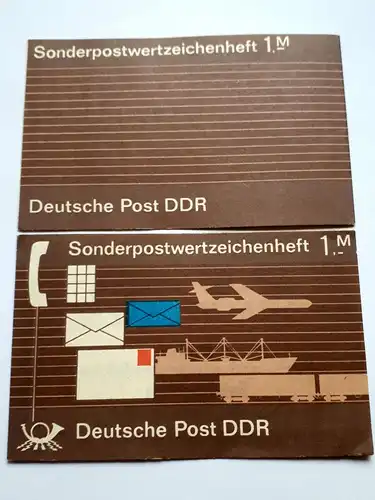 Sonderpostwertzeichenheft 1,M–
Deutsche Post DDR
Sonderpostwertzeichenheft 1,M–
Deutsche Post DDR